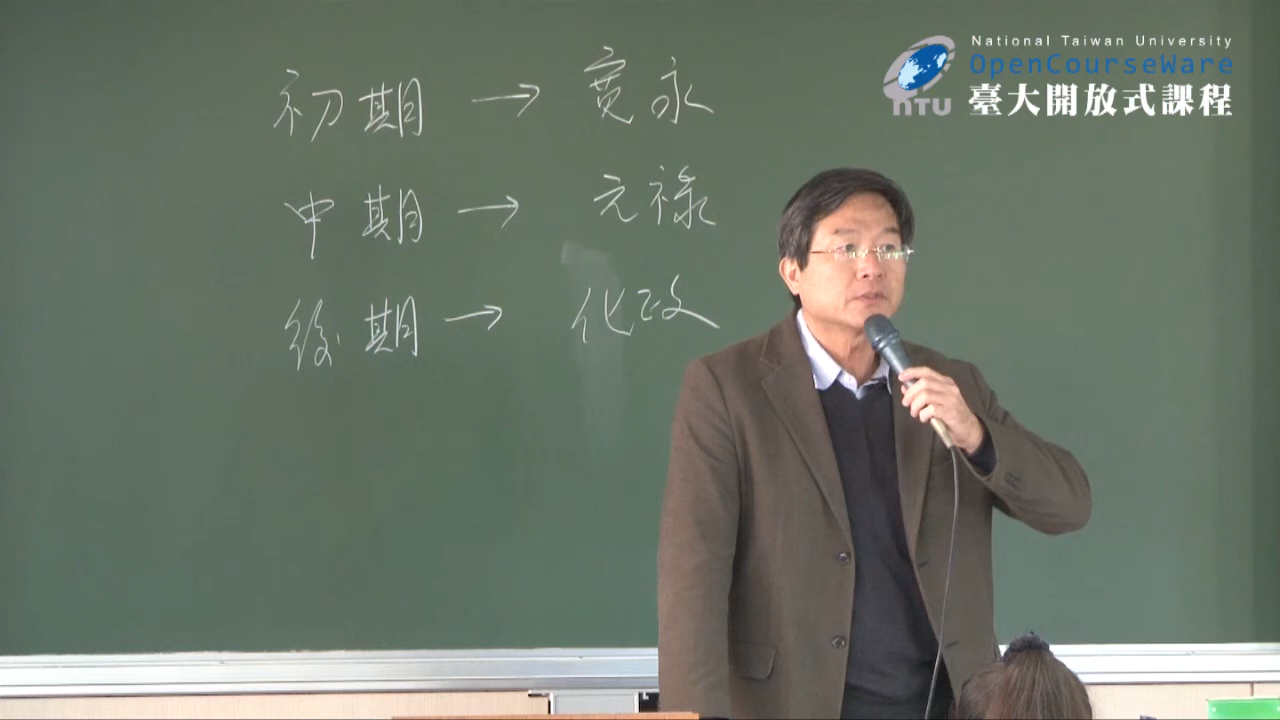 初期 → 寛永
中期 → 元禄
後期 → 化政
National Taiwan University
OpenCourseWare
臺大開放式課程
NTU